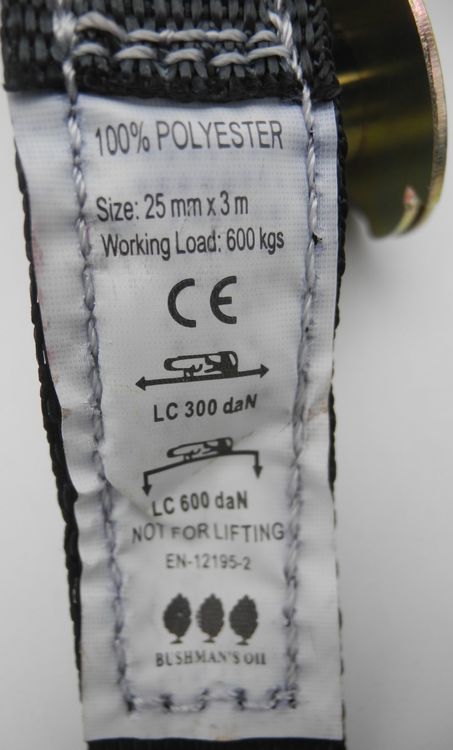 100% POLYESTER
Size: 25 mm x 3 m
Working Load: 600 kgs
CE
LC 300 daN
LC 600 daN
NOT FOR LIFTING
EN-12195-2
BUSHMAN'S OII